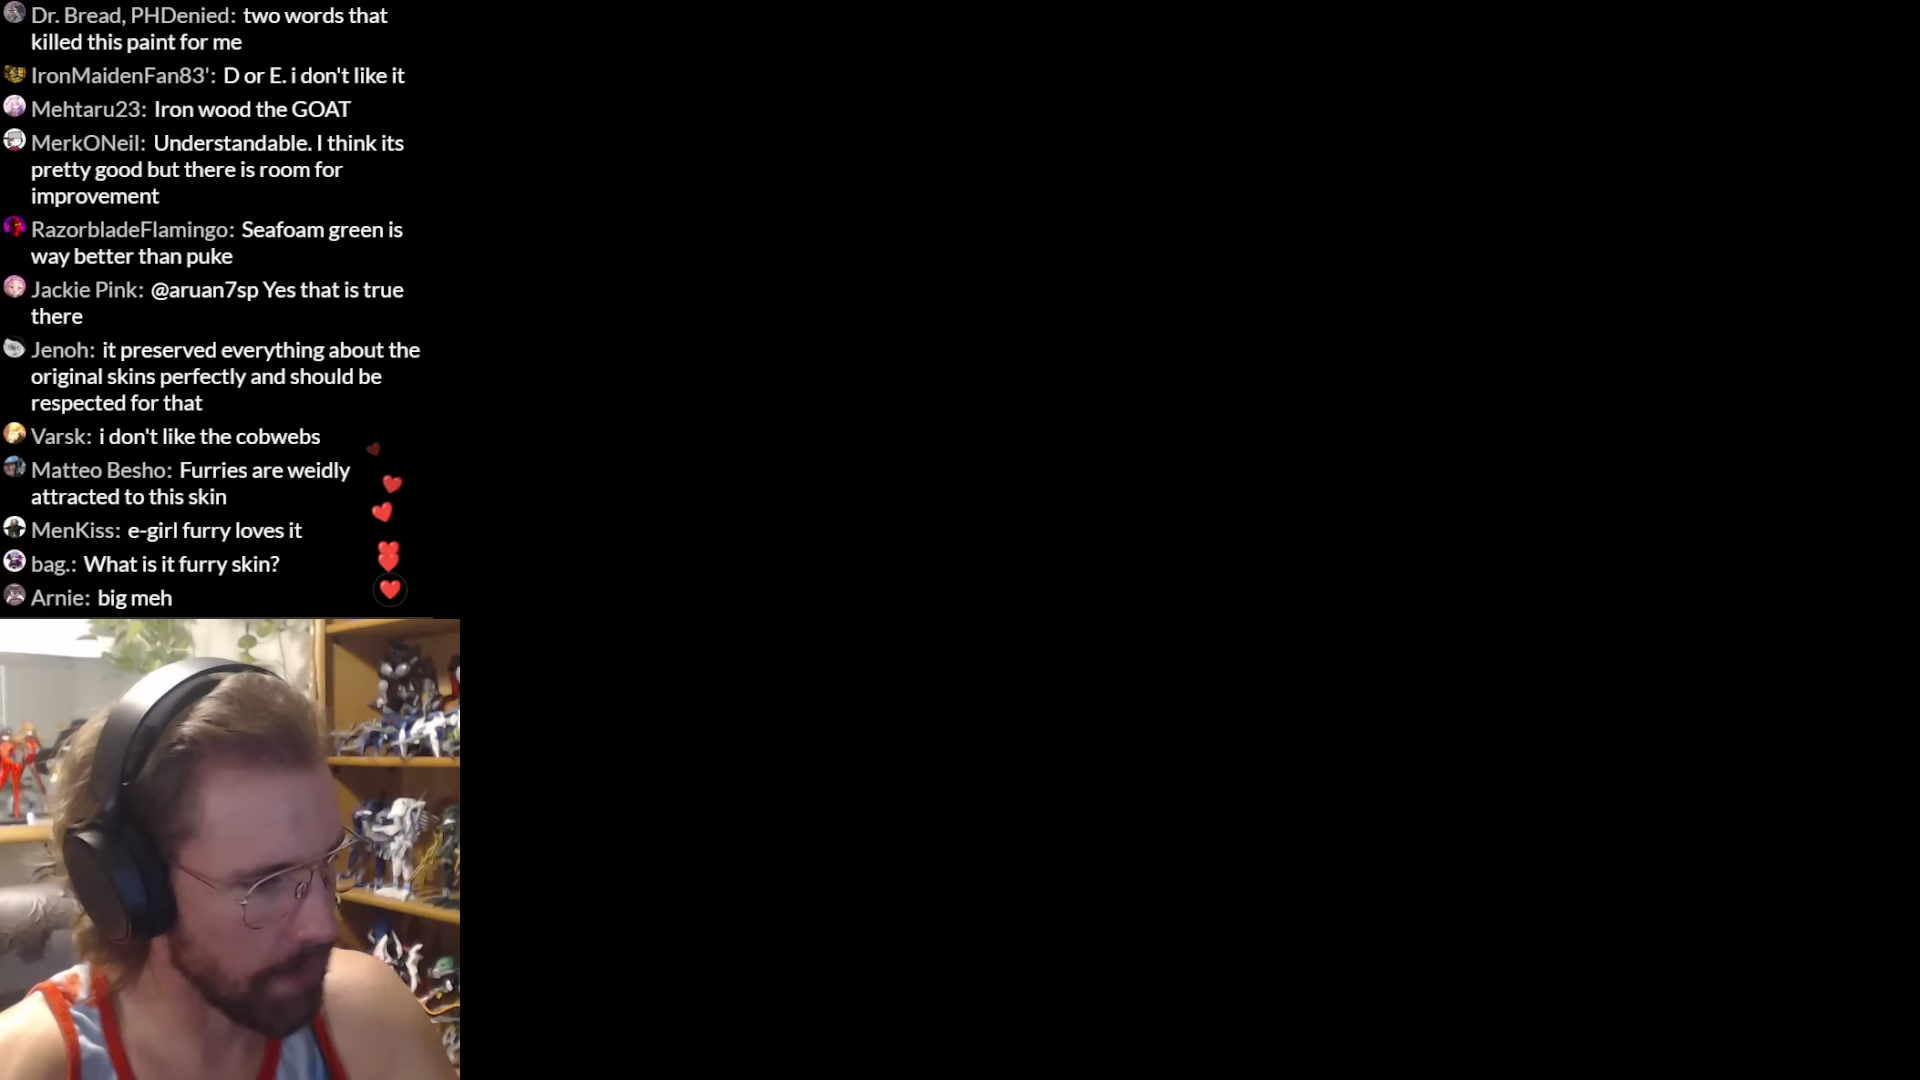 Dr. Bread, PHDenied: two words that
killed this paint for me
IronMaidenFan83': D or E. i don't like it
Mehtaru23: Iron wood the GOAT
MerkONeil: Understandable. I think its
pretty good but there is room for
improvement
RazorbladeFlamingo: Seafoam green is
way better than puke
Jackie Pink: @aruan7sp Yes that is true
there
Jenoh: it preserved everything about the
original skins perfectly and should be
respected for that
Varsk: i don't like the cobwebs
Matteo Besho: Furries are weidly
attracted to this skin
MenKiss: e-girl furry loves it
bag.: What is it furry skin?
Arnie: big meh